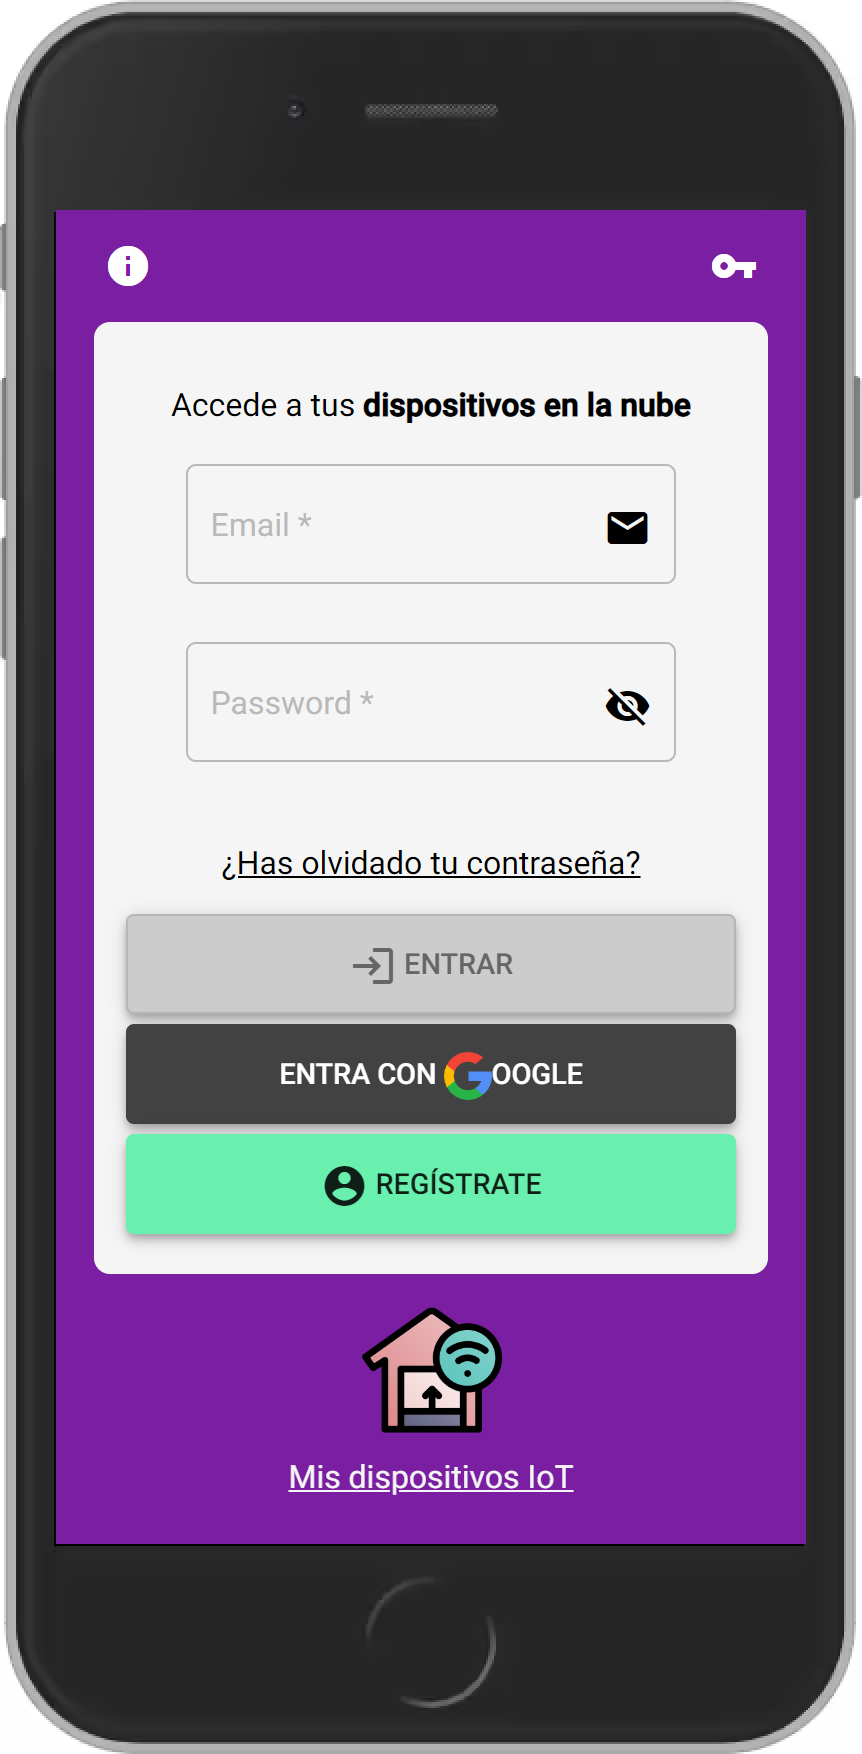 Accede a tus dispositivos en la nube
Email *
Password *
¿Has olvidado tu contraseña?
ENTRAR
ENTRA CON GOOGLE
REGÍSTRATE
Mis dispositivos IoT